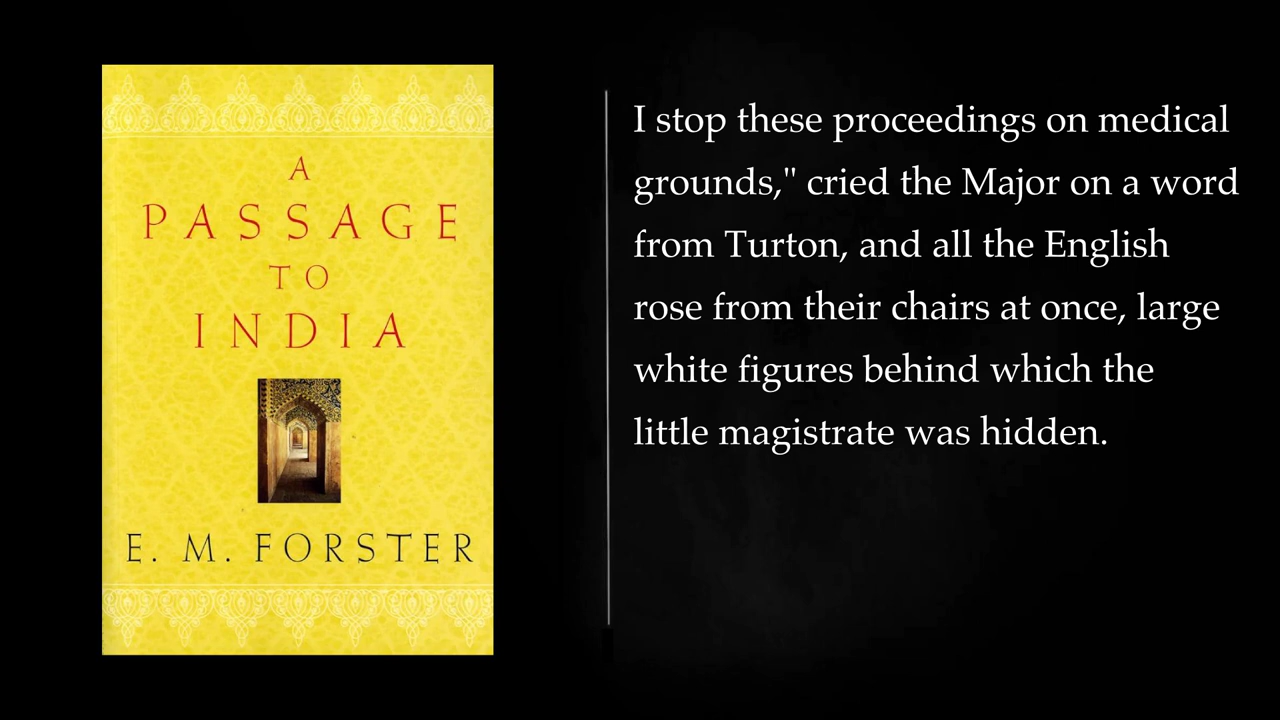 A
PASSAGE
TO
INDIA
E. M. FORSTER
I stop these proceedings on medical
grounds," cried the Major on a word
from Turton, and all the English
rose from their chairs at once, large
white figures behind which the
little magistrate was hidden.